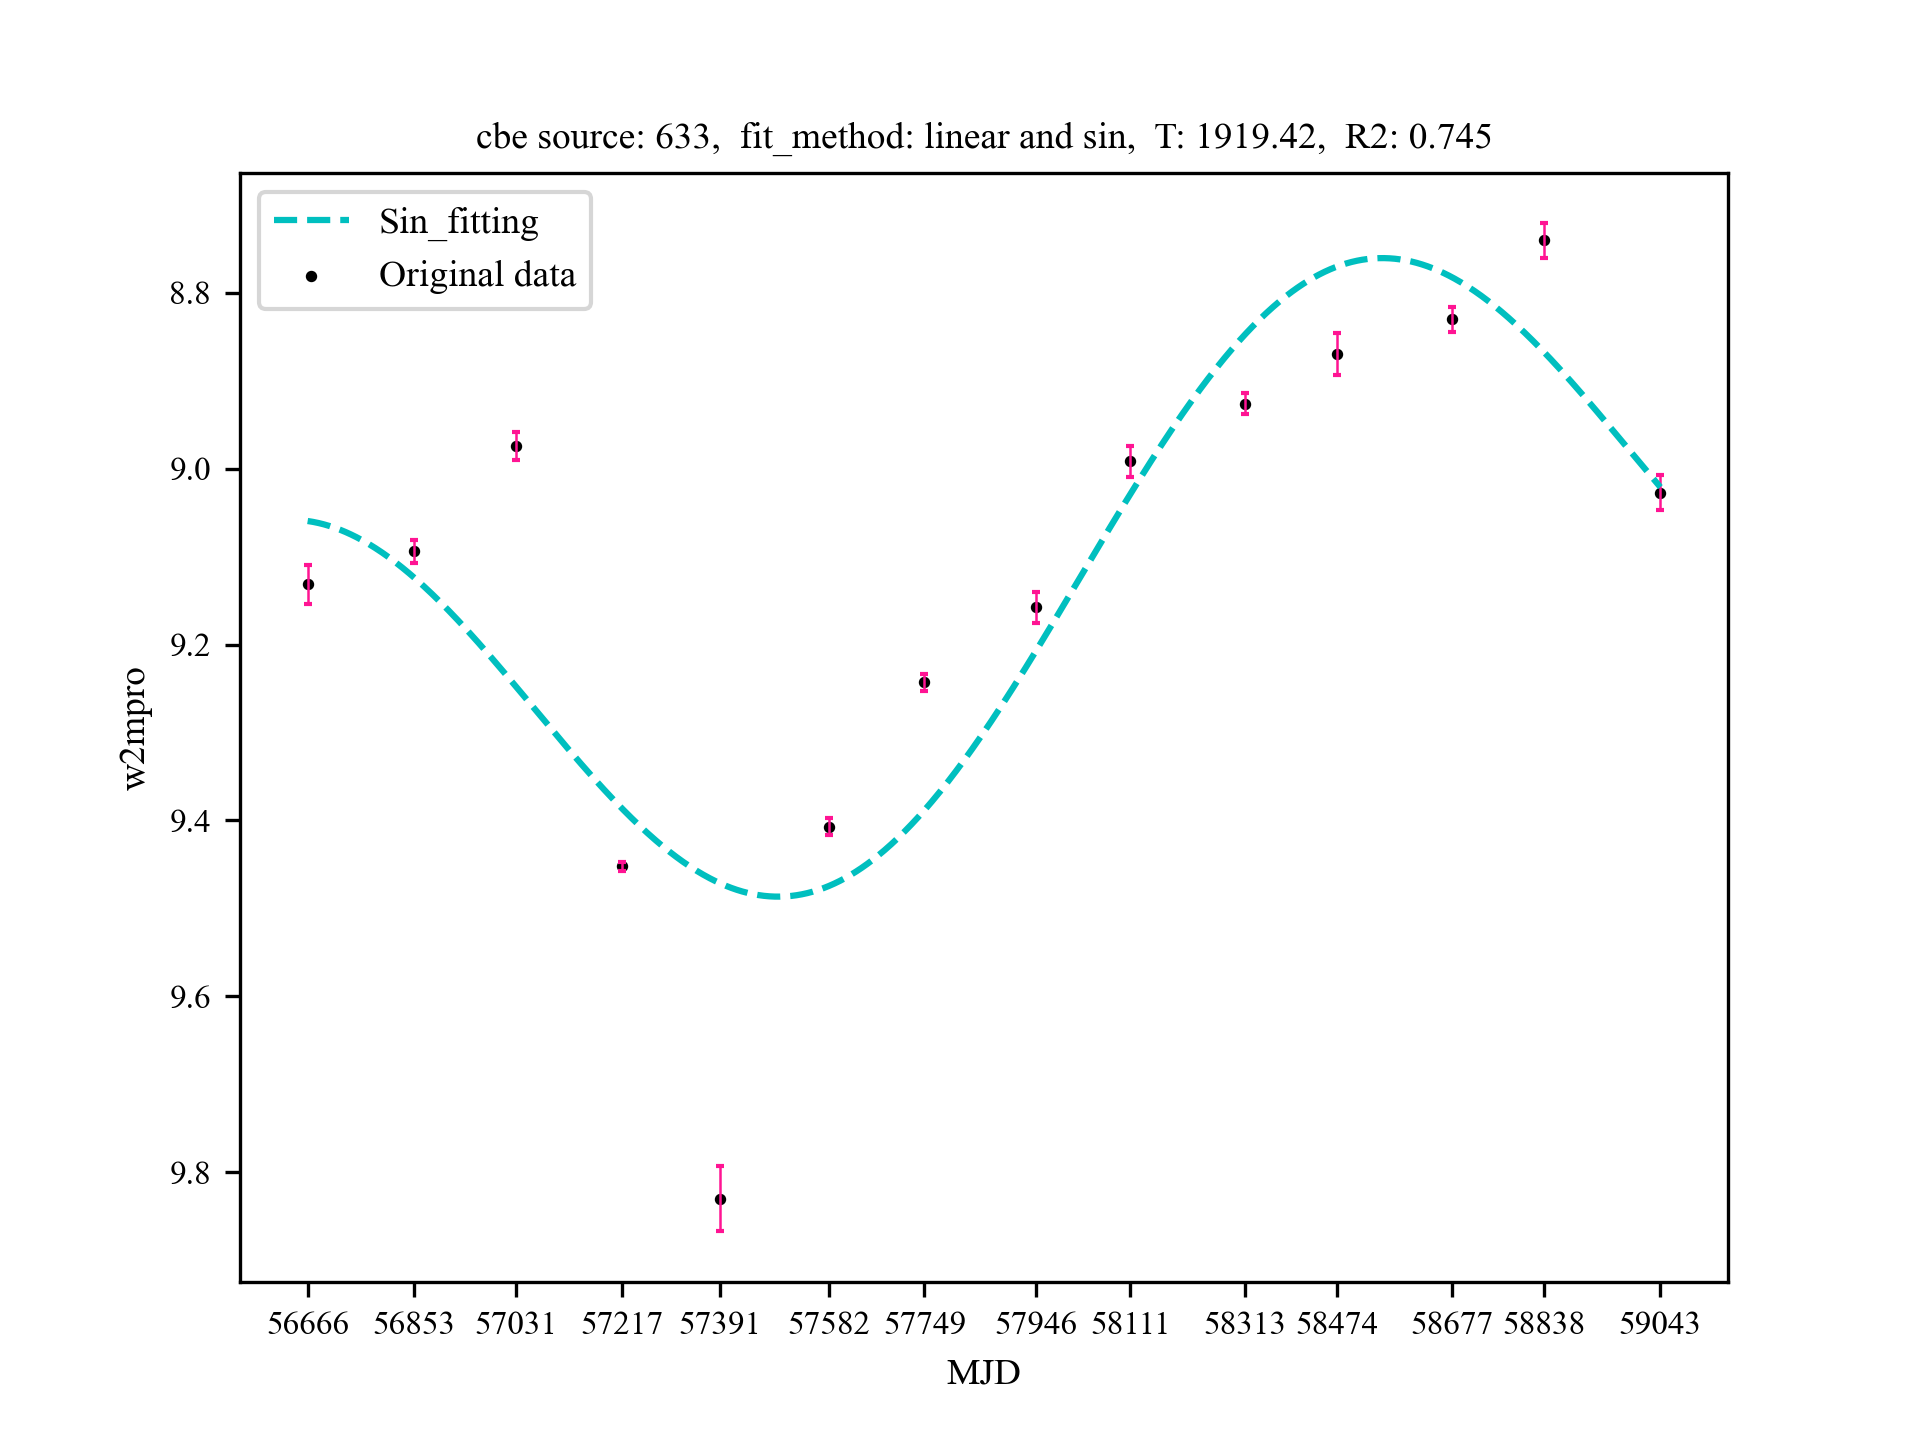 cbe source: 633,  fit_method: linear and sin,  T: 1919.42,  R2: 0.745
Sin_fitting
Original data
8.8
9.0
9.2
9.4
9.6
9.8
w2mpro
56666 56853 57031 57217 57391 57582 57749 57946 58111 58313 58474 58677 58838 59043
MJD